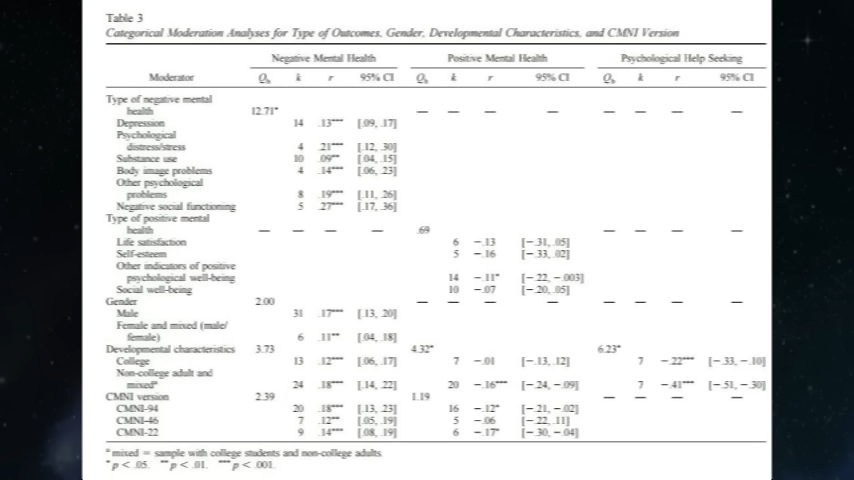 Table 3
Categorical Moderation Analyses for Type of Outcomes, Gender, Developmental Characteristics, and CMNI Version
Negative Mental Health Positive Mental Health Psychological Help Seeking
Moderator Qb k r 95% CI Qb k r 95% CI Qb k r 95% CI
Type of negative mental
health 12.71* — — — — — — — —
Depression 14 .13*** [.09, .17]
Psychological
distress/stress 4 .21*** [.12, .30]
Substance use 10 .09** [.04, .15]
Body image problems 4 .14*** [.06, .23]
Other psychological
problems 8 .19*** [.11, .26]
Negative social functioning 5 .27*** [.17, .36]
Type of positive mental
health — — — — .69 — — — —
Life satisfaction 6 −.13 [−.31, .05]
Self-esteem 5 −.16 [−.33, .02]
Other indicators of positive
psychological well-being 14 −.11* [−.22, −.003]
Social well-being 10 −.07 [−.20, .05]
Gender 2.00 — — — — — — — —
Male 31 .17*** [.13, .20]
Female and mixed (male/
female) 6 .11** [.04, .18]
Developmental characteristics 3.73 4.32* 6.23*
College 13 .12*** [.06, .17] 7 −.01 [−.13, .12] 7 −.22*** [−.33, −.10]
Non-college adult and
mixedᵃ 24 .18*** [.14, .22] 20 −.16*** [−.24, −.09] 7 −.41*** [−.51, −.30]
CMNI version 2.39 1.19 — — — —
CMNI-94 20 .18*** [.13, .23] 16 −.12* [−.21, −.02]
CMNI-46 7 .12** [.05, .19] 5 −.06 [−.22, .11]
CMNI-22 9 .14*** [.08, .19] 6 −.17* [−.30, −.04]
ᵃ mixed = sample with college students and non-college adults.
* p < .05. ** p < .01. *** p < .001.